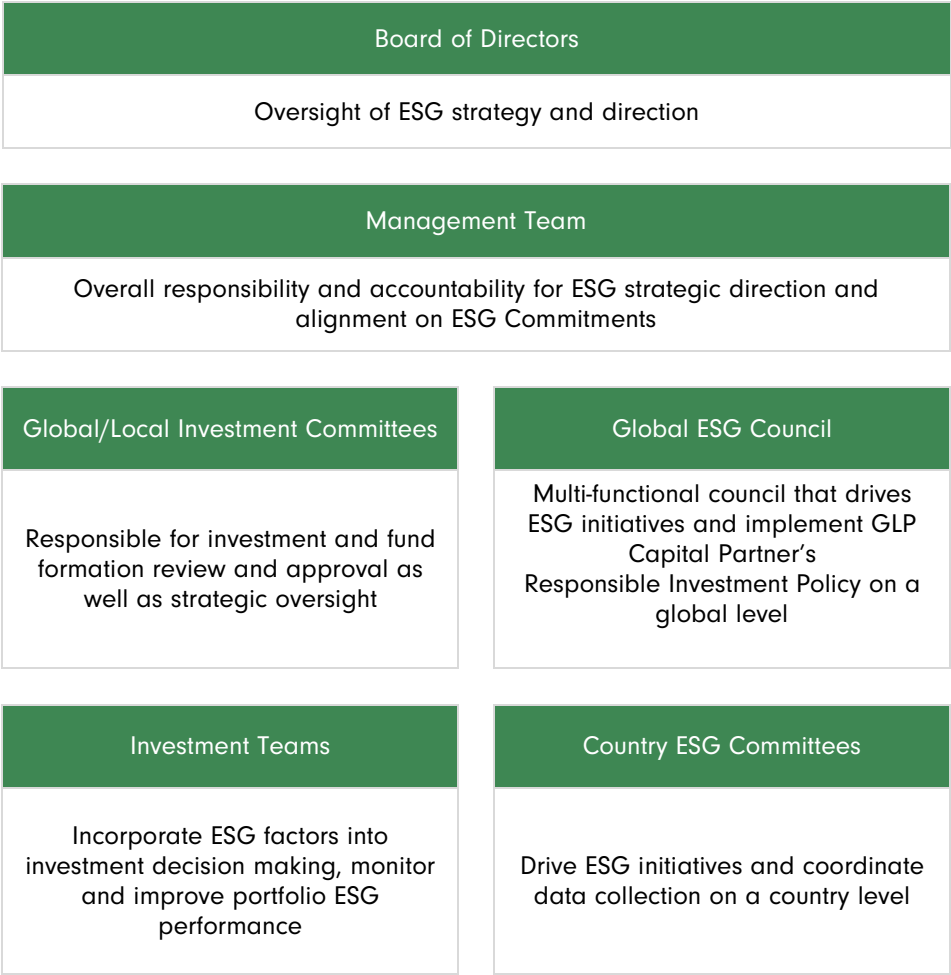 Board of Directors
Oversight of ESG strategy and direction
Management Team
Overall responsibility and accountability for ESG strategic direction and
alignment on ESG Commitments
Global/Local Investment Committees
Responsible for investment and fund
formation review and approval as
well as strategic oversight
Global ESG Council
Multi-functional council that drives
ESG initiatives and implement GLP
Capital Partner’s
Responsible Investment Policy on a
global level
Investment Teams
Incorporate ESG factors into
investment decision making, monitor
and improve portfolio ESG
performance
Country ESG Committees
Drive ESG initiatives and coordinate
data collection on a country level